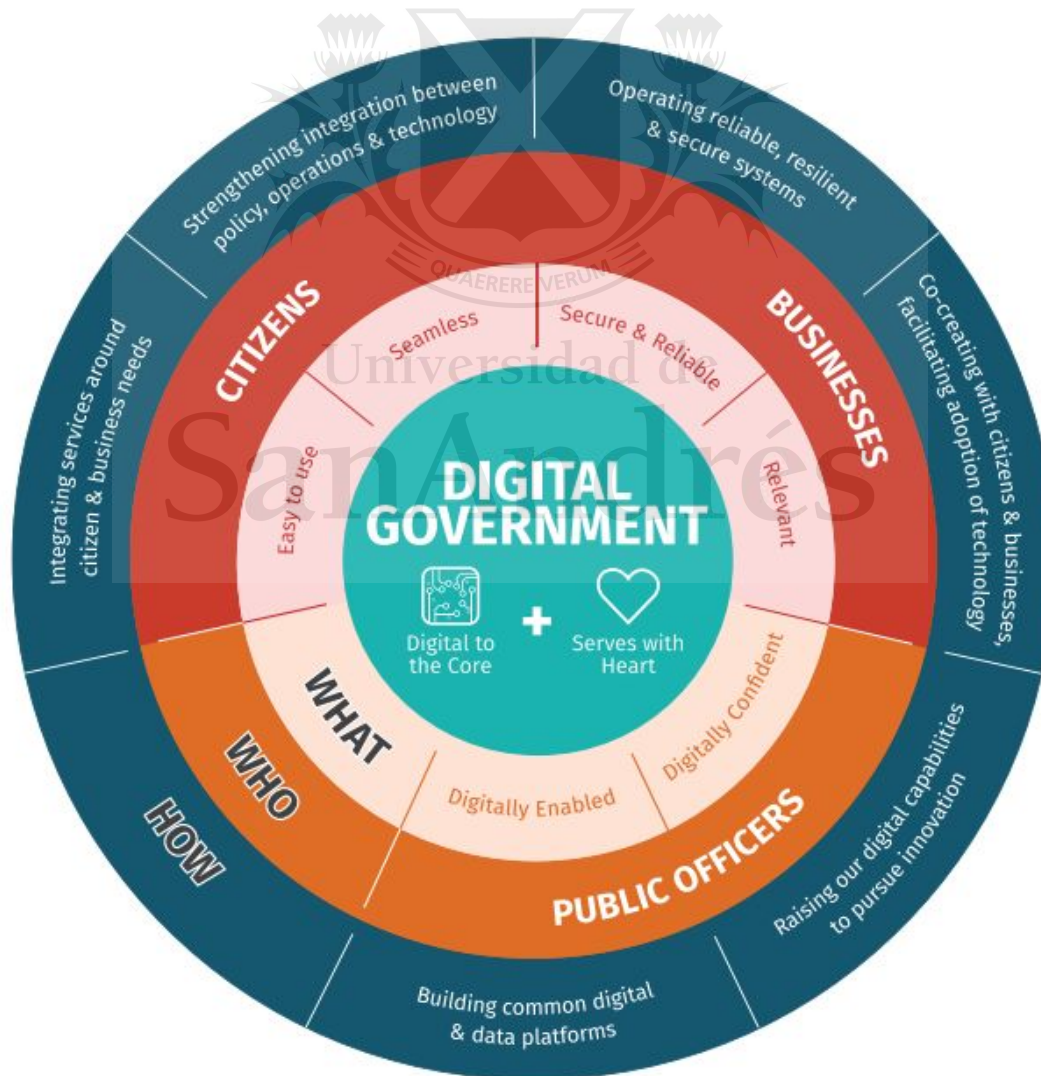 Strengthening integration between
policy, operations & technology
Operating reliable, resilient
& secure systems
Co-creating with citizens & businesses,
facilitating adoption of technology
Raising our digital capabilities
to pursue innovation
Building common digital
& data platforms
HOW
Integrating services around
citizen & business needs
CITIZENS
BUSINESSES
PUBLIC OFFICERS
WHO
Seamless
Secure & Reliable
Relevant
Digitally Confident
Digitally Enabled
WHAT
Easy to use
DIGITAL
GOVERNMENT
Digital to
the Core
+
Serves with
Heart
QUAERERE VERUM
Universidad de
SanAndrés